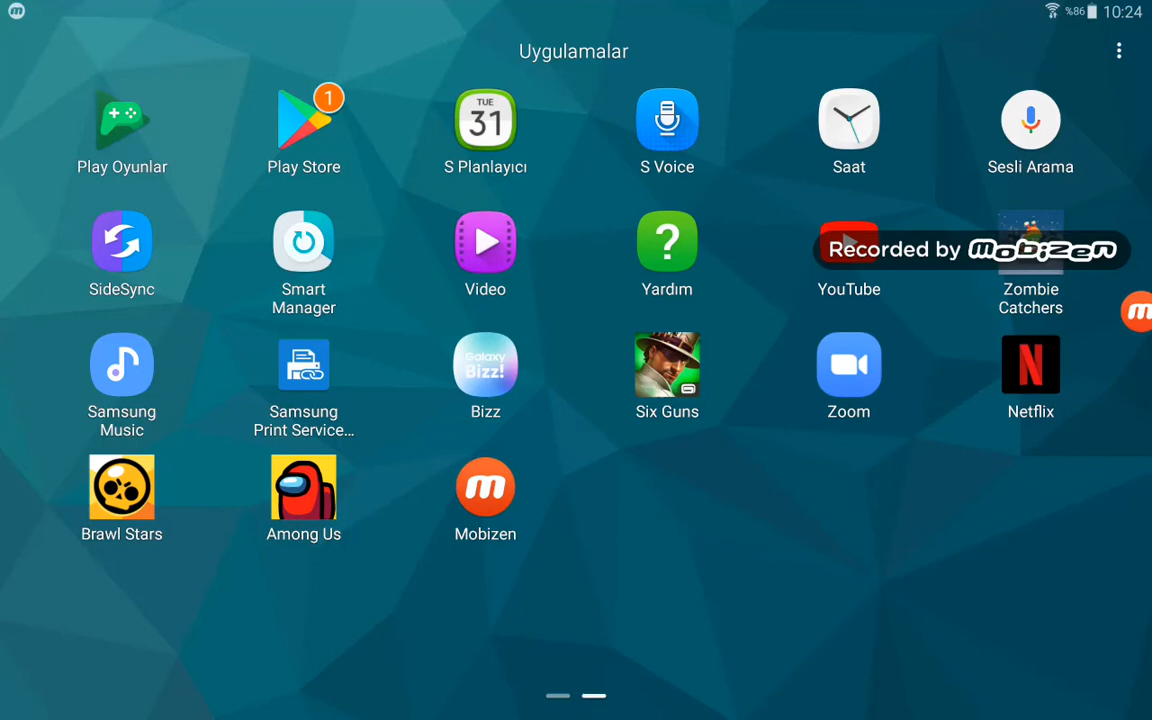 %86 10:24
Uygulamalar
1
TUE
31
Play Oyunlar
Play Store
S Planlayıcı
S Voice
Saat
Sesli Arama
?
Recorded by mobizen
SideSync
Smart
Manager
Video
Yardım
YouTube
Zombie
Catchers
m
Galaxy
Bizz!
N
Samsung
Music
Samsung
Print Service...
Bizz
Six Guns
Zoom
Netflix
m
Brawl Stars
Among Us
Mobizen